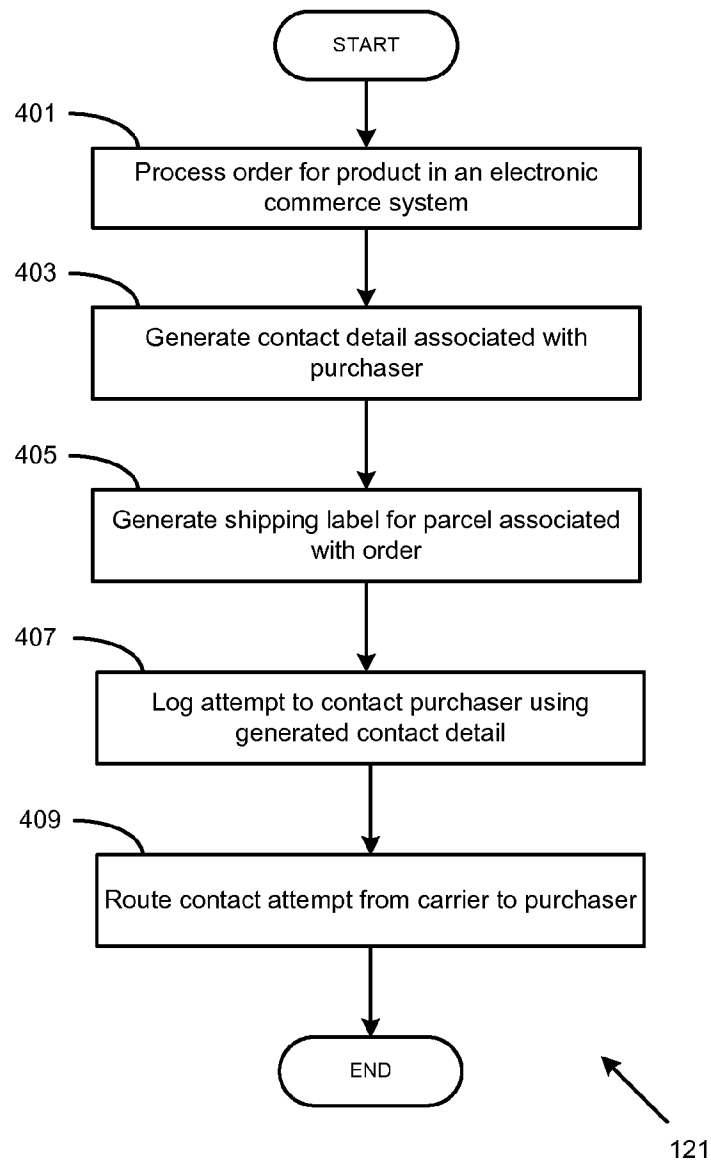 START
401
Process order for product in an electronic
commerce system
403
Generate contact detail associated with
purchaser
405
Generate shipping label for parcel associated
with order
407
Log attempt to contact purchaser using
generated contact detail
409
Route contact attempt from carrier to purchaser
END
121